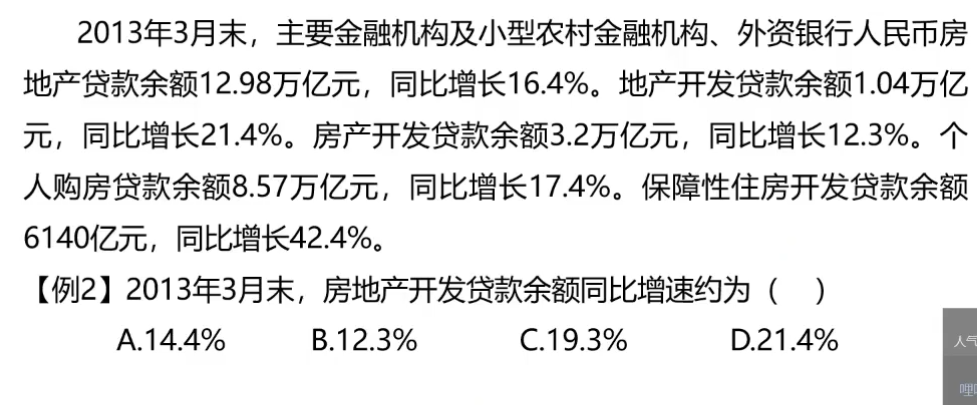 2013年3月末，主要金融机构及小型农村金融机构、外资银行人民币房
地产贷款余额12.98万亿元，同比增长16.4%。地产开发贷款余额1.04万亿
元，同比增长21.4%。房产开发贷款余额3.2万亿元，同比增长12.3%。个
人购房贷款余额8.57万亿元，同比增长17.4%。保障性住房开发贷款余额
6140亿元，同比增长42.4%。
【例2】2013年3月末，房地产开发贷款余额同比增速约为（ ）
A.14.4% B.12.3% C.19.3% D.21.4%
人气